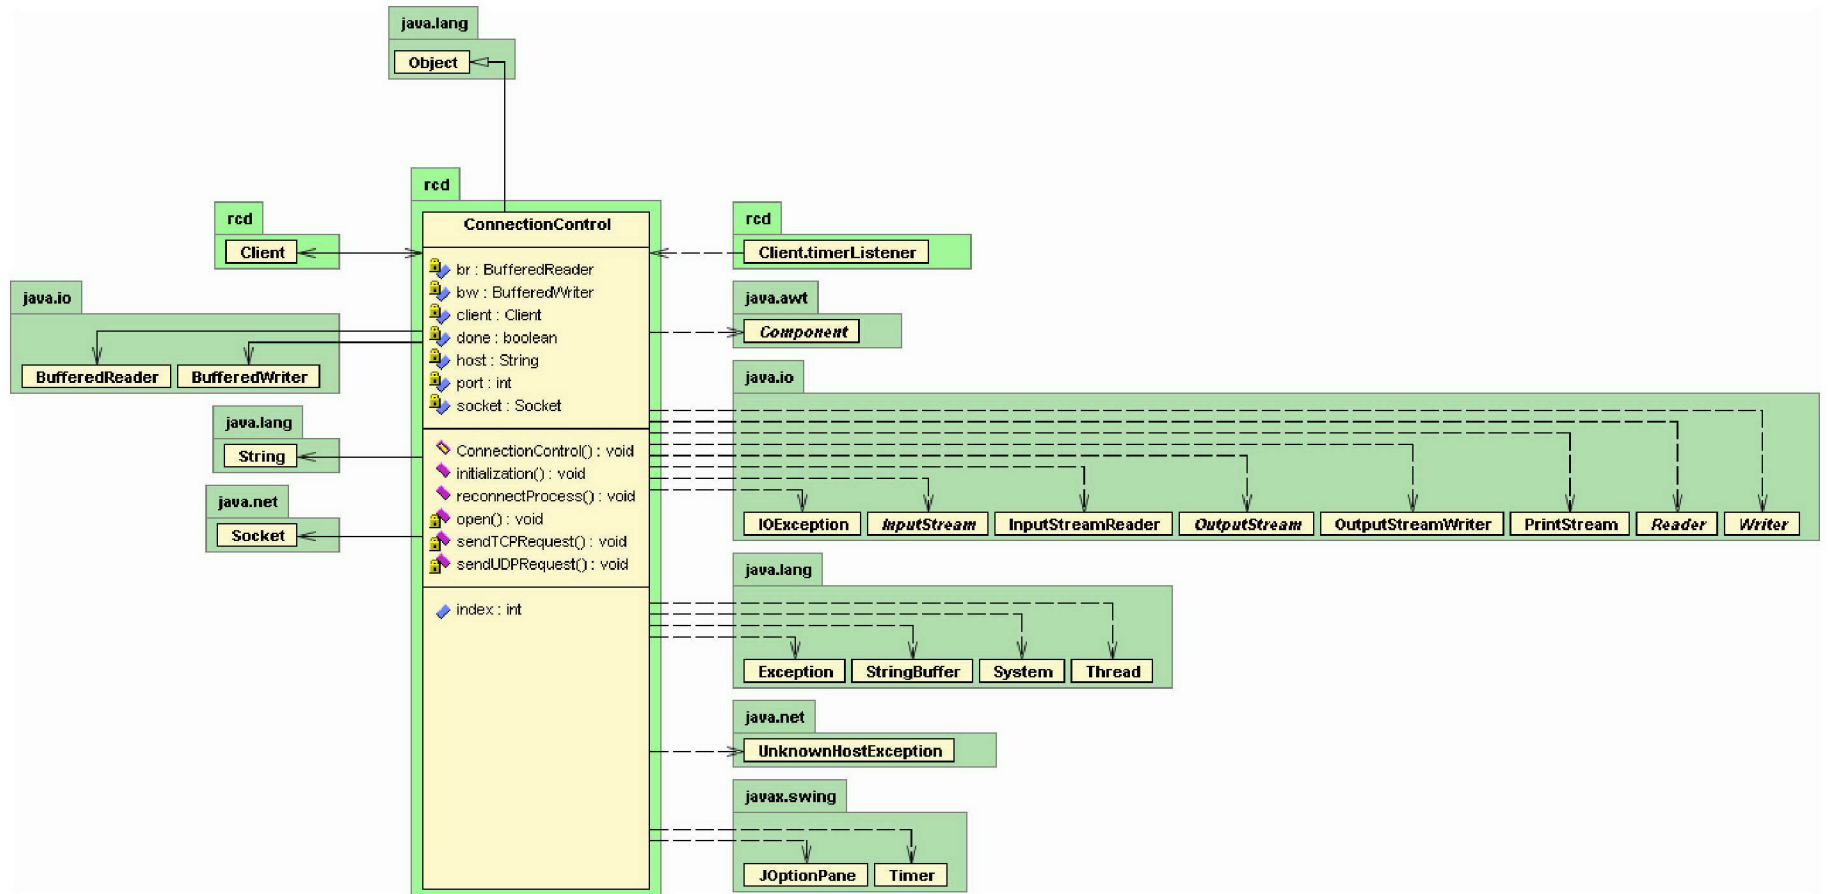 java.lang
Object
rcd
ConnectionControl
br : BufferedReader
bw : BufferedWriter
client : Client
done : boolean
host : String
port : int
socket : Socket
ConnectionControl() : void
initialization() : void
reconnectProcess() : void
open() : void
sendTCPRequest() : void
sendUDPRequest() : void
index : int
rcd
Client
java.io
BufferedReader BufferedWriter
java.lang
String
java.net
Socket
rcd
Client.timerListener
java.awt
Component
java.io
IOException InputStream InputStreamReader OutputStream OutputStreamWriter PrintStream Reader Writer
java.lang
Exception StringBuffer System Thread
java.net
UnknownHostException
javax.swing
JOptionPane Timer